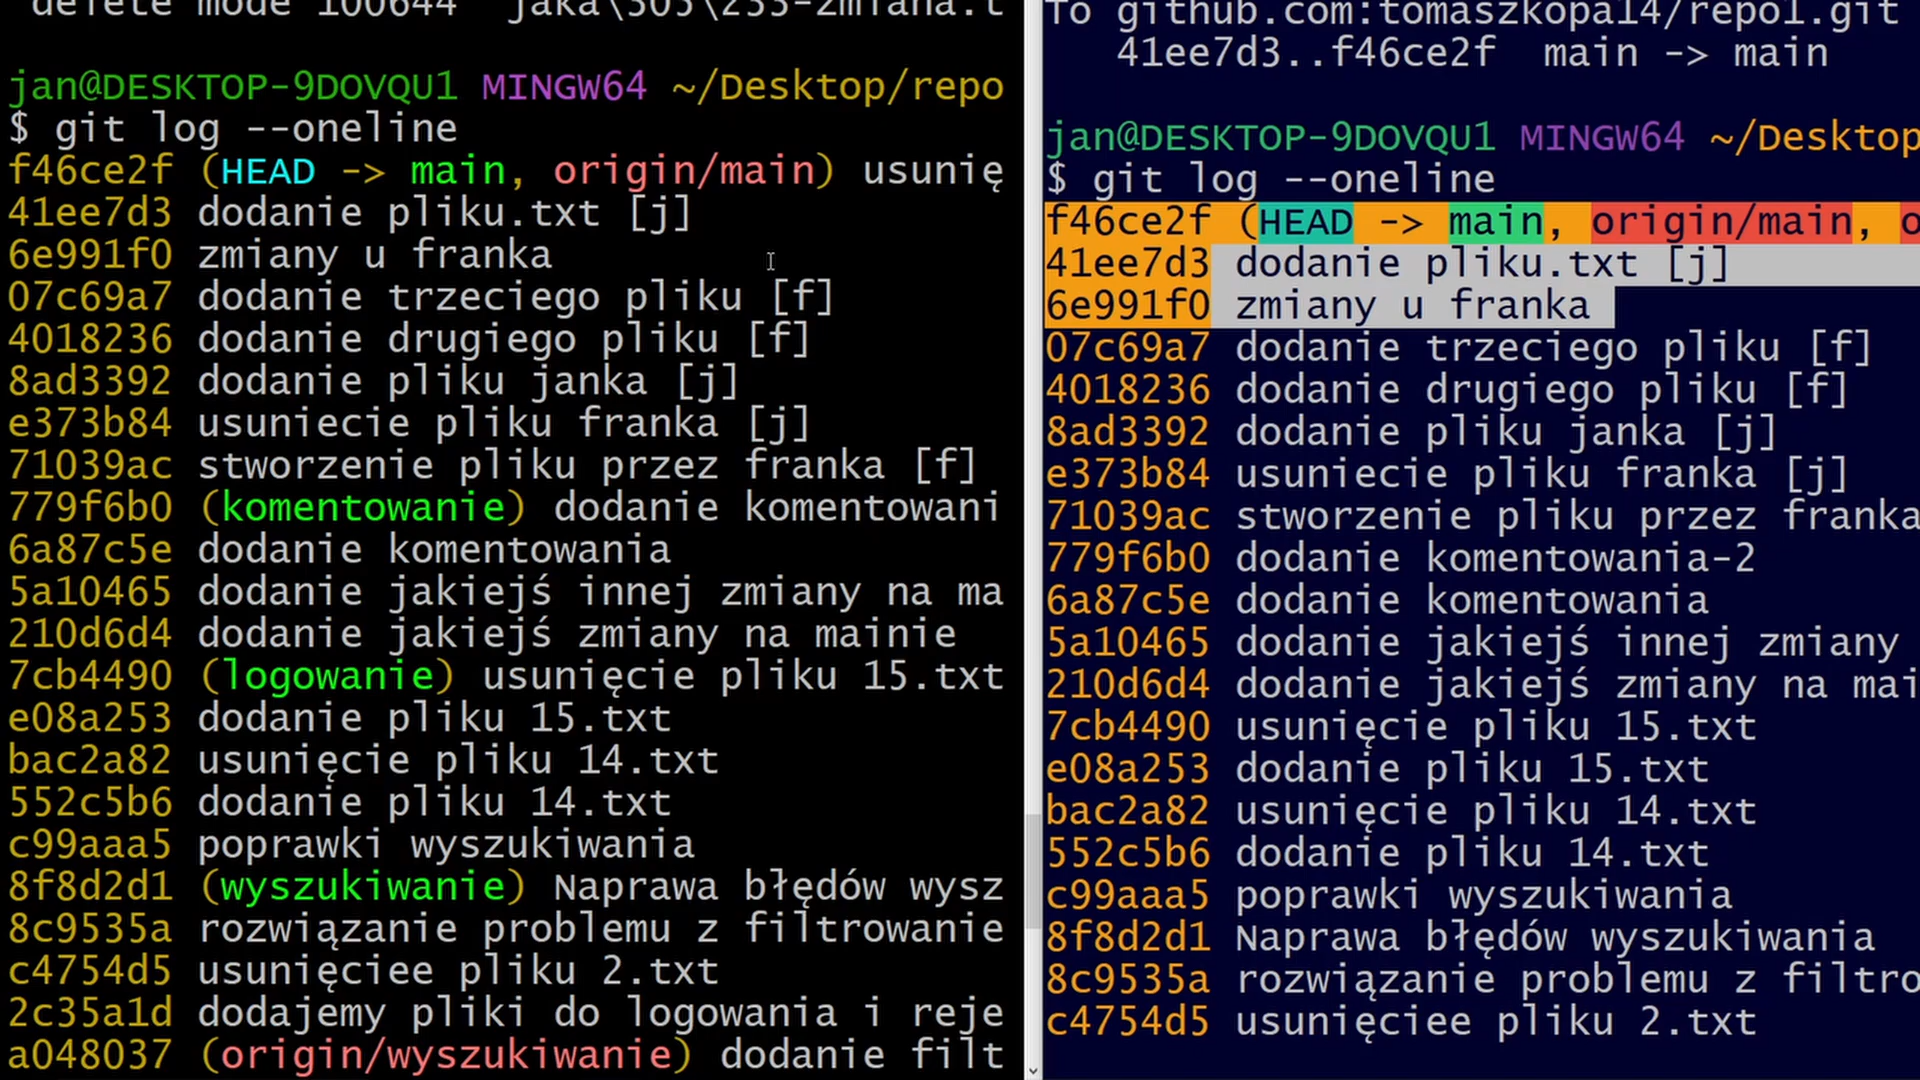 delete mode 100644 "jaka\305\233-zmiana.t
jan@DESKTOP-9DOVQU1 MINGW64 ~/Desktop/repo
$ git log --oneline
f46ce2f (HEAD -> main, origin/main) usunię
41ee7d3 dodanie pliku.txt [j]
6e991f0 zmiany u franka
07c69a7 dodanie trzeciego pliku [f]
4018236 dodanie drugiego pliku [f]
8ad3392 dodanie pliku janka [j]
e373b84 usuniecie pliku franka [j]
71039ac stworzenie pliku przez franka [f]
779f6b0 (komentowanie) dodanie komentowani
6a87c5e dodanie komentowania
5a10465 dodanie jakiejś innej zmiany na ma
210d6d4 dodanie jakiejś zmiany na mainie
7cb4490 (logowanie) usunięcie pliku 15.txt
e08a253 dodanie pliku 15.txt
bac2a82 usunięcie pliku 14.txt
552c5b6 dodanie pliku 14.txt
c99aaa5 poprawki wyszukiwania
8f8d2d1 (wyszukiwanie) Naprawa błędów wysz
8c9535a rozwiązanie problemu z filtrowanie
c4754d5 usunięciee pliku 2.txt
2c35a1d dodajemy pliki do logowania i reje
a048037 (origin/wyszukiwanie) dodanie filt
To github.com:tomaszkopa14/repo1.git
41ee7d3..f46ce2f main -> main
jan@DESKTOP-9DOVQU1 MINGW64 ~/Desktop
$ git log --oneline
f46ce2f (HEAD -> main, origin/main, o
41ee7d3 dodanie pliku.txt [j]
6e991f0 zmiany u franka
07c69a7 dodanie trzeciego pliku [f]
4018236 dodanie drugiego pliku [f]
8ad3392 dodanie pliku janka [j]
e373b84 usuniecie pliku franka [j]
71039ac stworzenie pliku przez franka
779f6b0 dodanie komentowania-2
6a87c5e dodanie komentowania
5a10465 dodanie jakiejś innej zmiany
210d6d4 dodanie jakiejś zmiany na mai
7cb4490 usunięcie pliku 15.txt
e08a253 dodanie pliku 15.txt
bac2a82 usunięcie pliku 14.txt
552c5b6 dodanie pliku 14.txt
c99aaa5 poprawki wyszukiwania
8f8d2d1 Naprawa błędów wyszukiwania
8c9535a rozwiązanie problemu z filtro
c4754d5 usunięciee pliku 2.txt